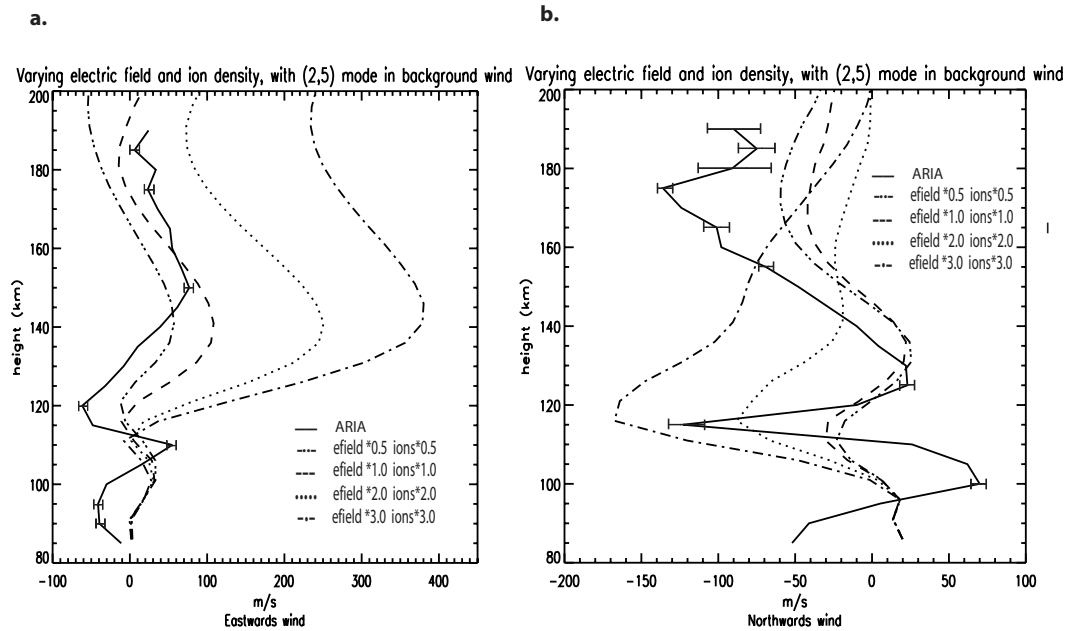 a.
Varying electric field and ion density, with (2,5) mode in background wind
200
180
160
140
120
100
80
height (km)
-100 0 100 200 300 400
m/s
Eastwards wind
ARIA
efield *0.5 ions*0.5
efield *1.0 ions*1.0
efield *2.0 ions*2.0
efield *3.0 ions*3.0
b.
Varying electric field and ion density, with (2,5) mode in background wind
200
180
160
140
120
100
80
height (km)
-200 -150 -100 -50 0 50 100
m/s
Northwards wind
ARIA
efield *0.5 ions*0.5
efield *1.0 ions*1.0
efield *2.0 ions*2.0
efield *3.0 ions*3.0